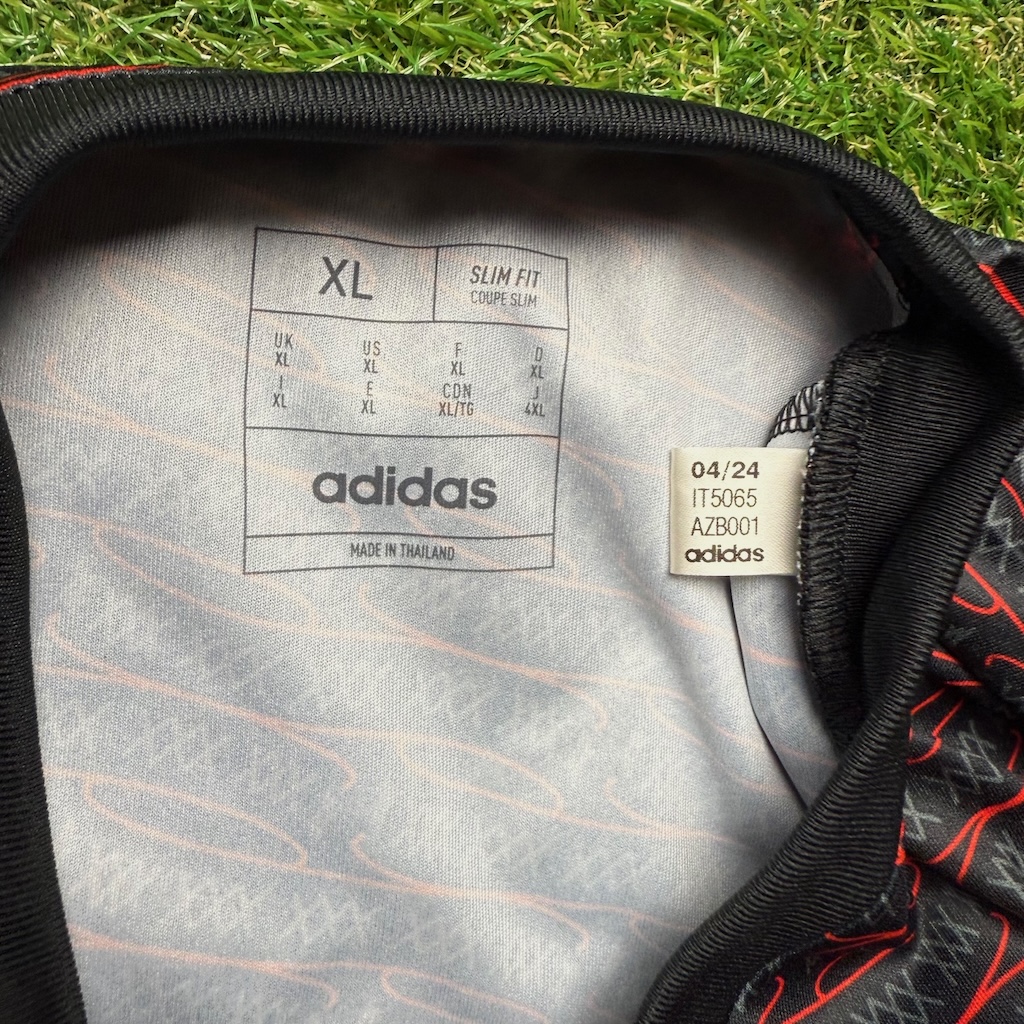 XL
SLIM FIT
COUPE SLIM
UK US F D
XL XL XL XL
I E CDN J
XL XL XL/TG 4XL
adidas
MADE IN THAILAND
04/24
IT5065
AZB001
adidas